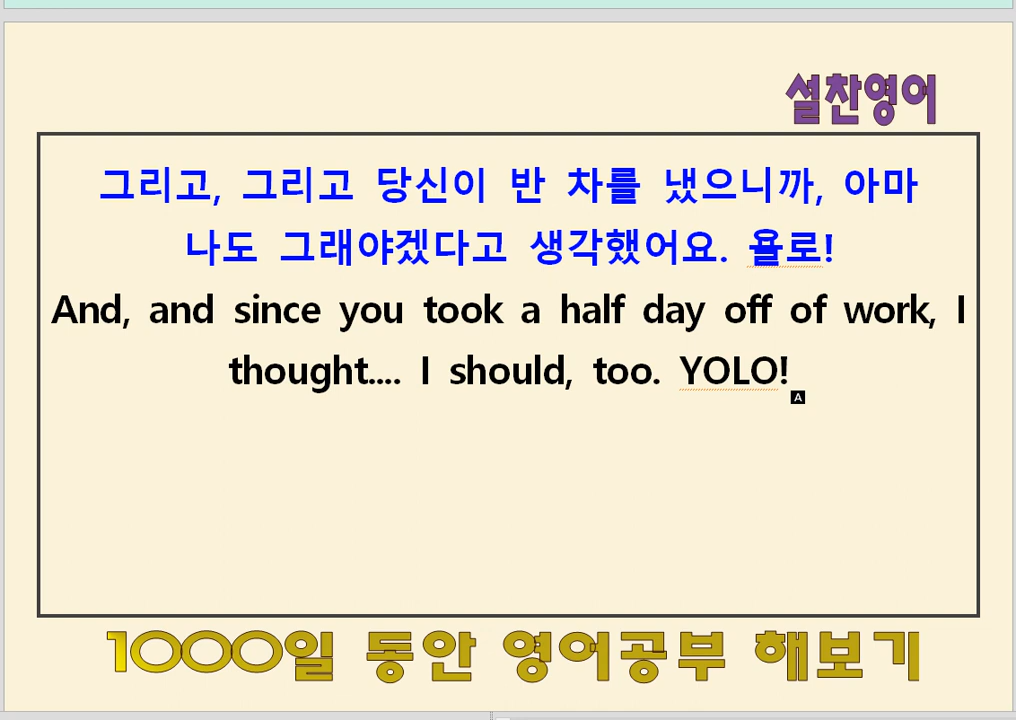 설찬영어
그리고, 그리고 당신이 반 차를 냈으니까, 아마
나도 그래야겠다고 생각했어요. 욜로!
And, and since you took a half day off of work, I
thought.... I should, too. YOLO!
A
1000일 동안 영어공부 해보기